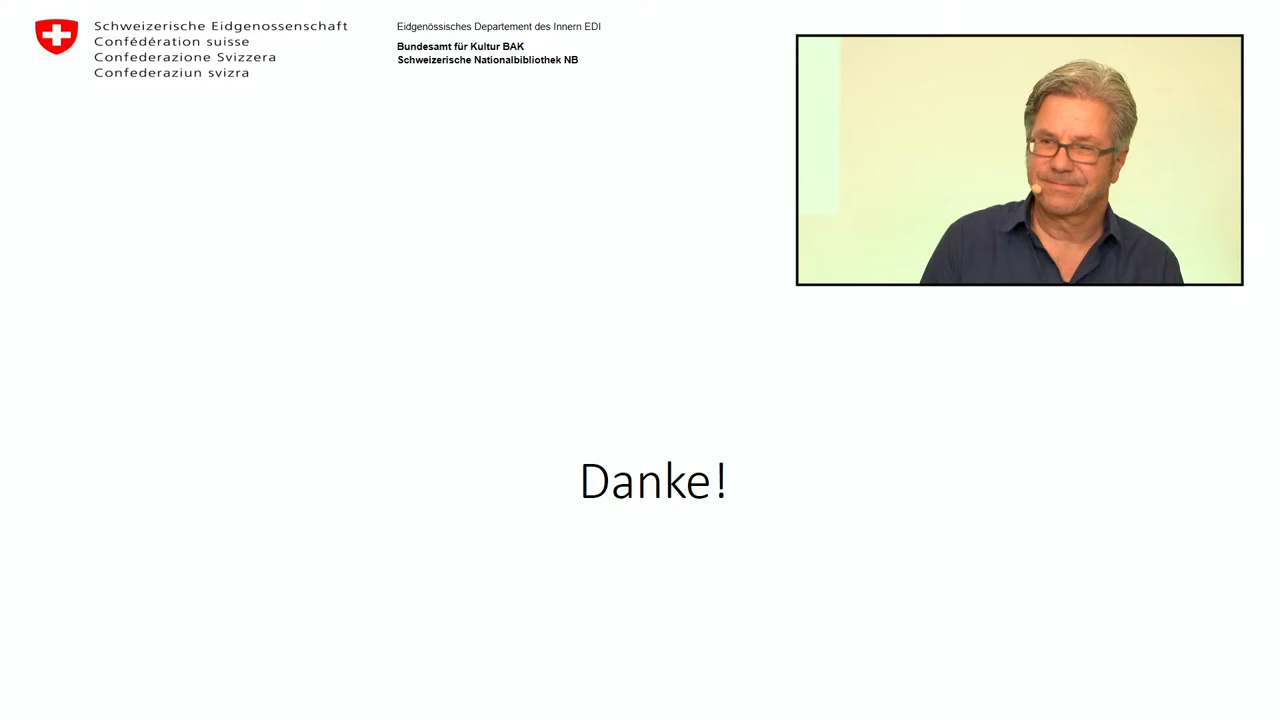 Schweizerische Eidgenossenschaft
Confédération suisse
Confederazione Svizzera
Confederaziun svizra
Eidgenössisches Departement des Innern EDI
Bundesamt für Kultur BAK
Schweizerische Nationalbibliothek NB
Danke!